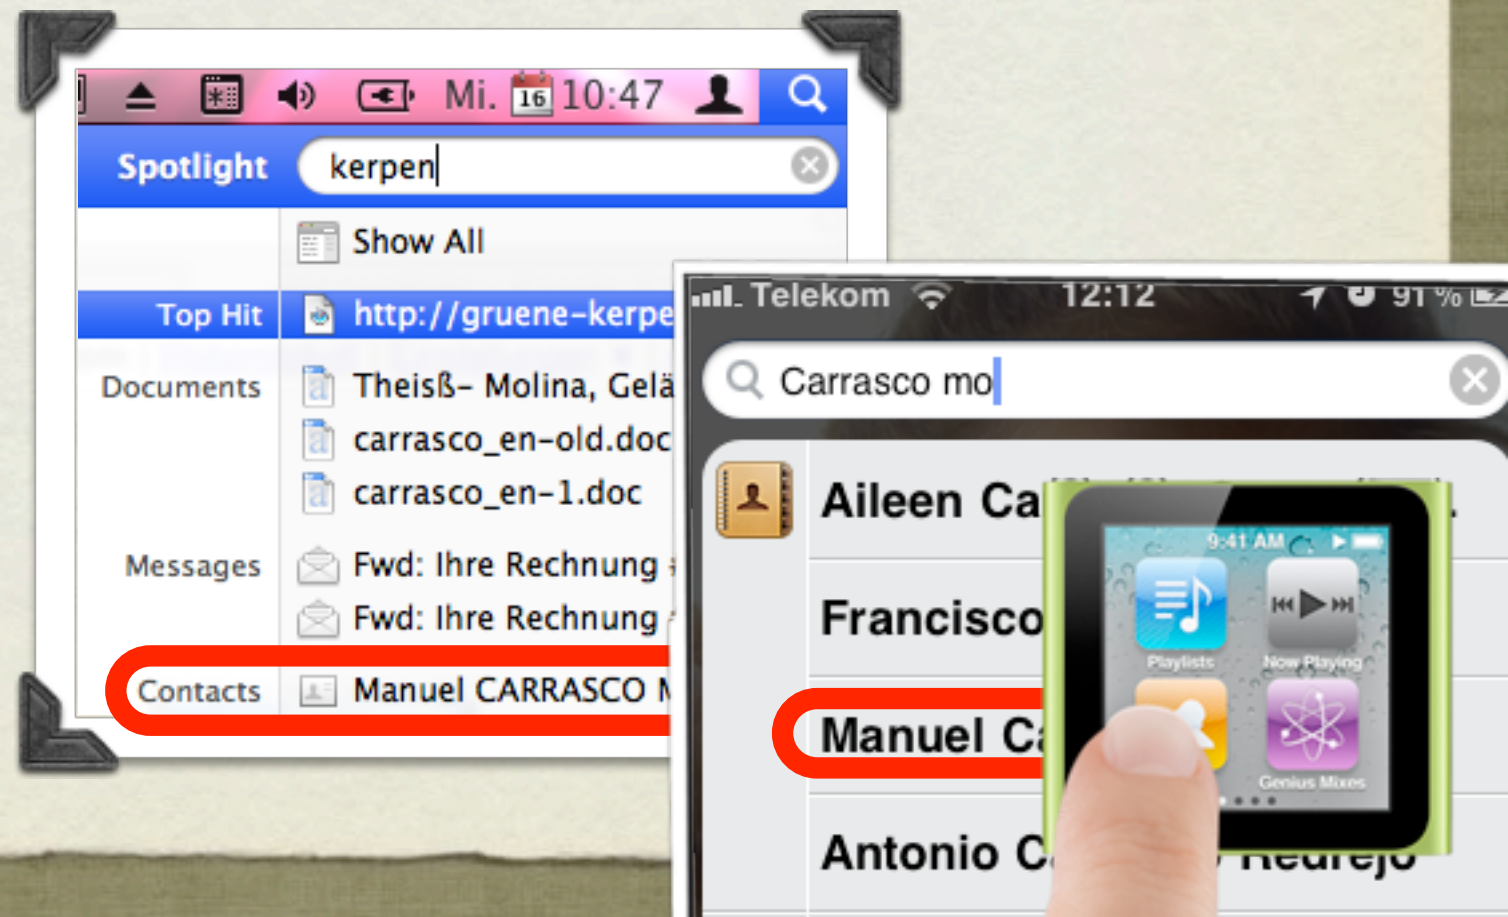 Mi. 16 10:47
Spotlight kerpen
Show All
Top Hit http://gruene-kerpe
Documents Theisß- Molina, Gelä
carrasco_en-old.doc
carrasco_en-1.doc
Messages Fwd: Ihre Rechnung
Fwd: Ihre Rechnung
Contacts Manuel CARRASCO M
Telekom 12:12 91 %
Carrasco mo
Aileen Ca
Francisco
Manuel Ca
Antonio C Redrejo
9:41 AM
Playlists Now Playing
Genius Mixes